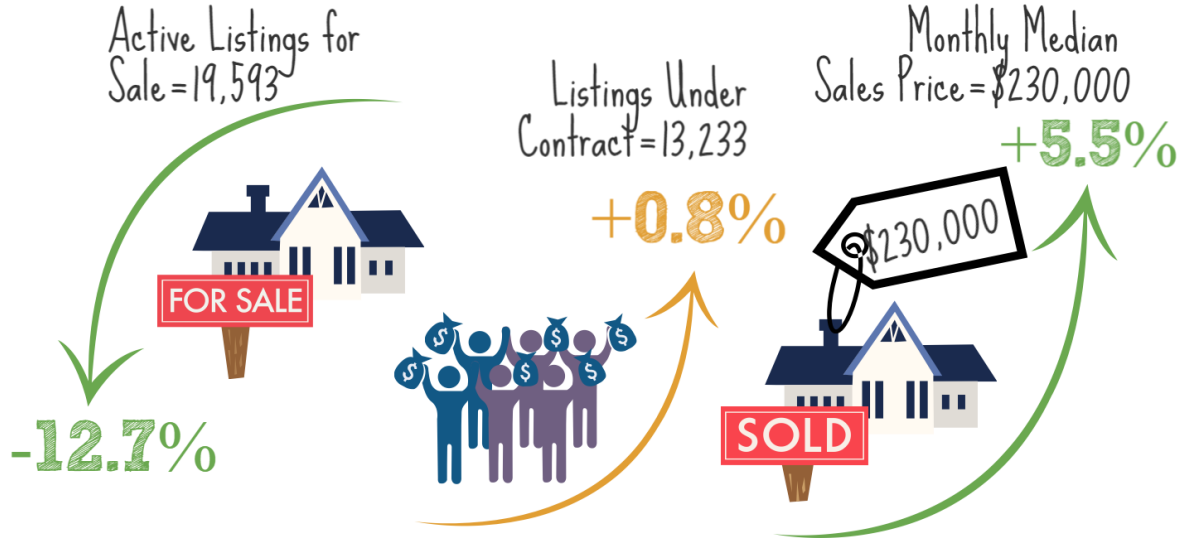 Active Listings for
Sale=19,593
-12.7%
FOR SALE
Listings Under
Contract=13,233
+0.8%
$
$
$
$
$
$
Monthly Median
Sales Price=$230,000
+5.5%
$230,000
SOLD